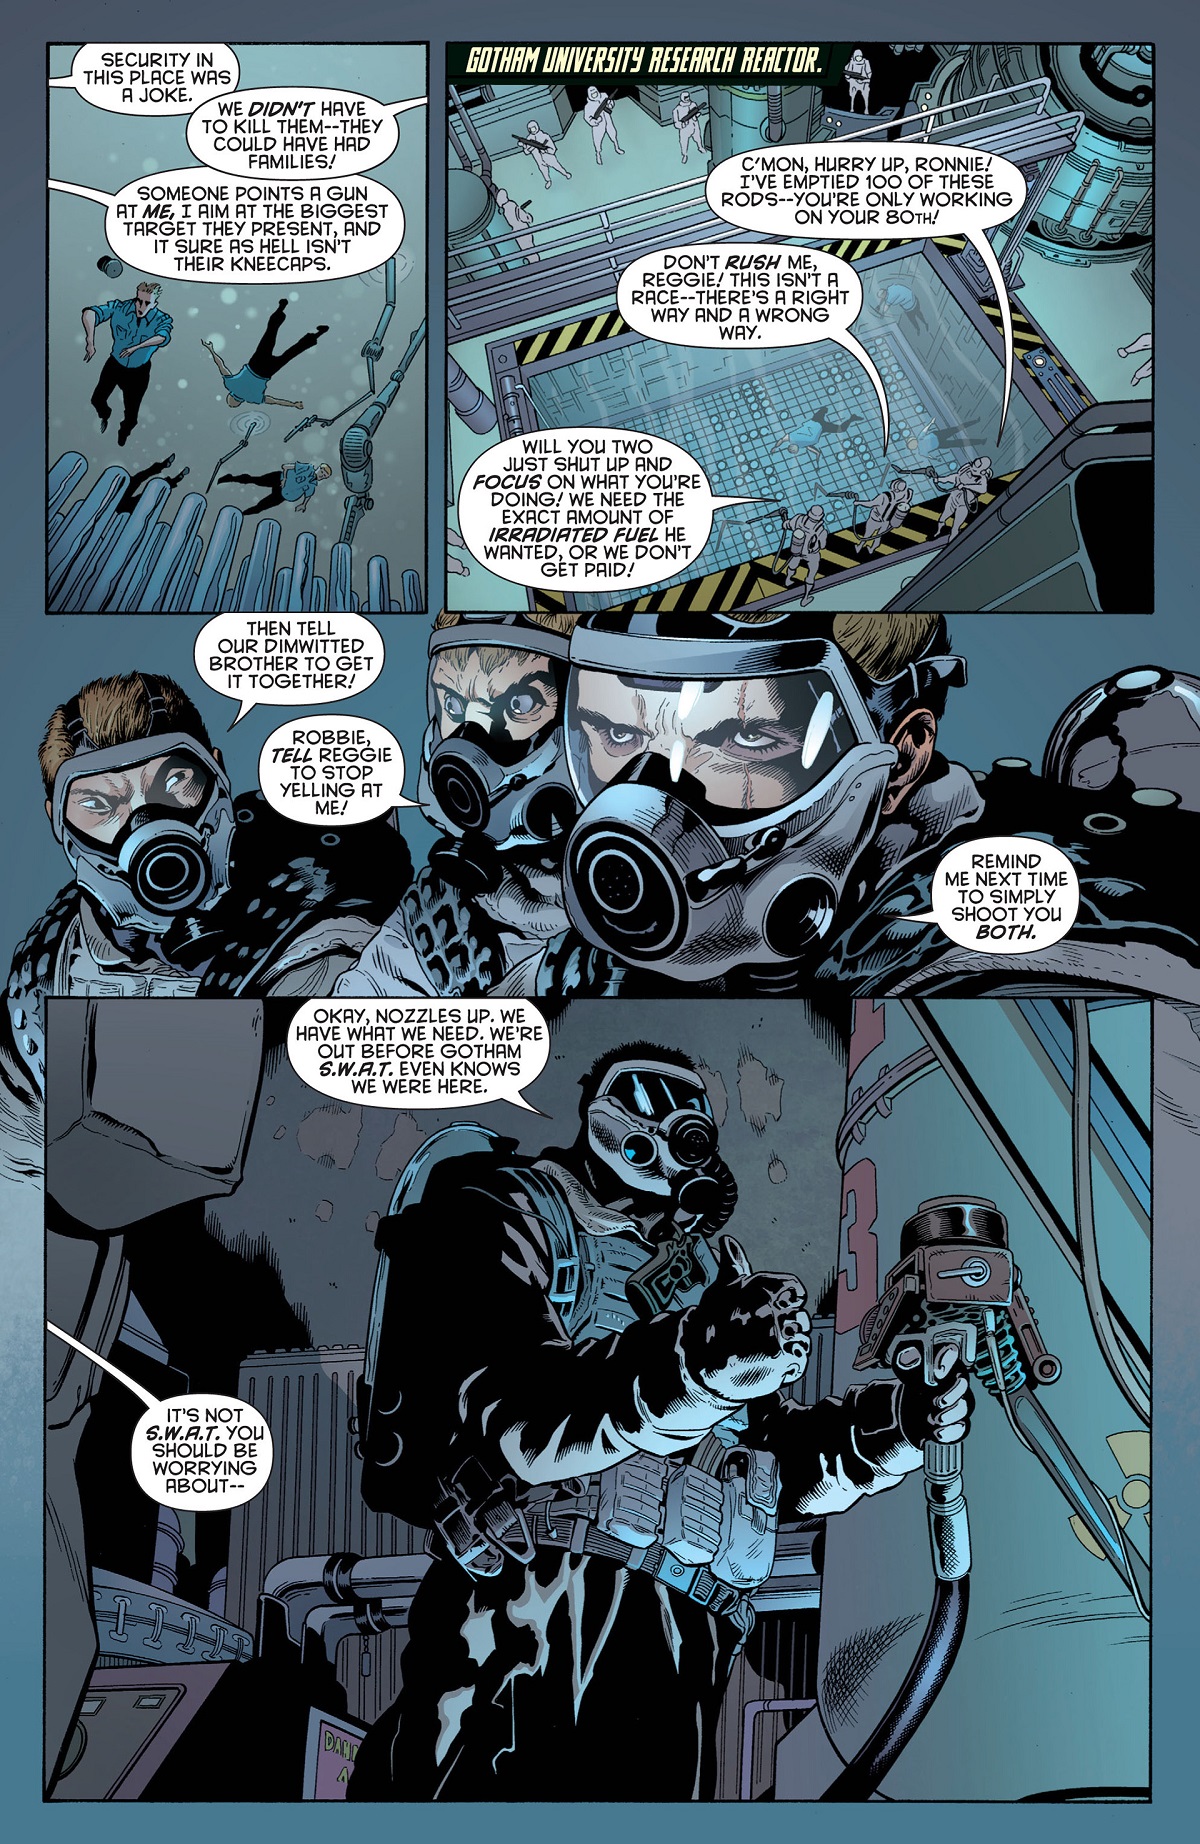 SECURITY IN
THIS PLACE WAS
A JOKE.
WE DIDN'T HAVE
TO KILL THEM--THEY
COULD HAVE HAD
FAMILIES!
SOMEONE POINTS A GUN
AT ME, I AIM AT THE BIGGEST
TARGET THEY PRESENT, AND
IT SURE AS HELL ISN'T
THEIR KNEECAPS.
GOTHAM UNIVERSITY RESEARCH REACTOR.
C'MON, HURRY UP, RONNIE!
I'VE EMPTIED 100 OF THESE
RODS--YOU'RE ONLY WORKING
ON YOUR 80TH!
DON'T RUSH ME,
REGGIE! THIS ISN'T A
RACE--THERE'S A RIGHT
WAY AND A WRONG
WAY.
WILL YOU TWO
JUST SHUT UP AND
FOCUS ON WHAT YOU'RE
DOING! WE NEED THE
EXACT AMOUNT OF
IRRADIATED FUEL HE
WANTED, OR WE DON'T
GET PAID!
THEN TELL
OUR DIMWITTED
BROTHER TO GET
IT TOGETHER!
ROBBIE,
TELL REGGIE
TO STOP
YELLING AT
ME!
REMIND
ME NEXT TIME
TO SIMPLY
SHOOT YOU
BOTH.
OKAY, NOZZLES UP. WE
HAVE WHAT WE NEED. WE'RE
OUT BEFORE GOTHAM
S.W.A.T. EVEN KNOWS
WE WERE HERE.
3
IT'S NOT
S.W.A.T. YOU
SHOULD BE
WORRYING
ABOUT--